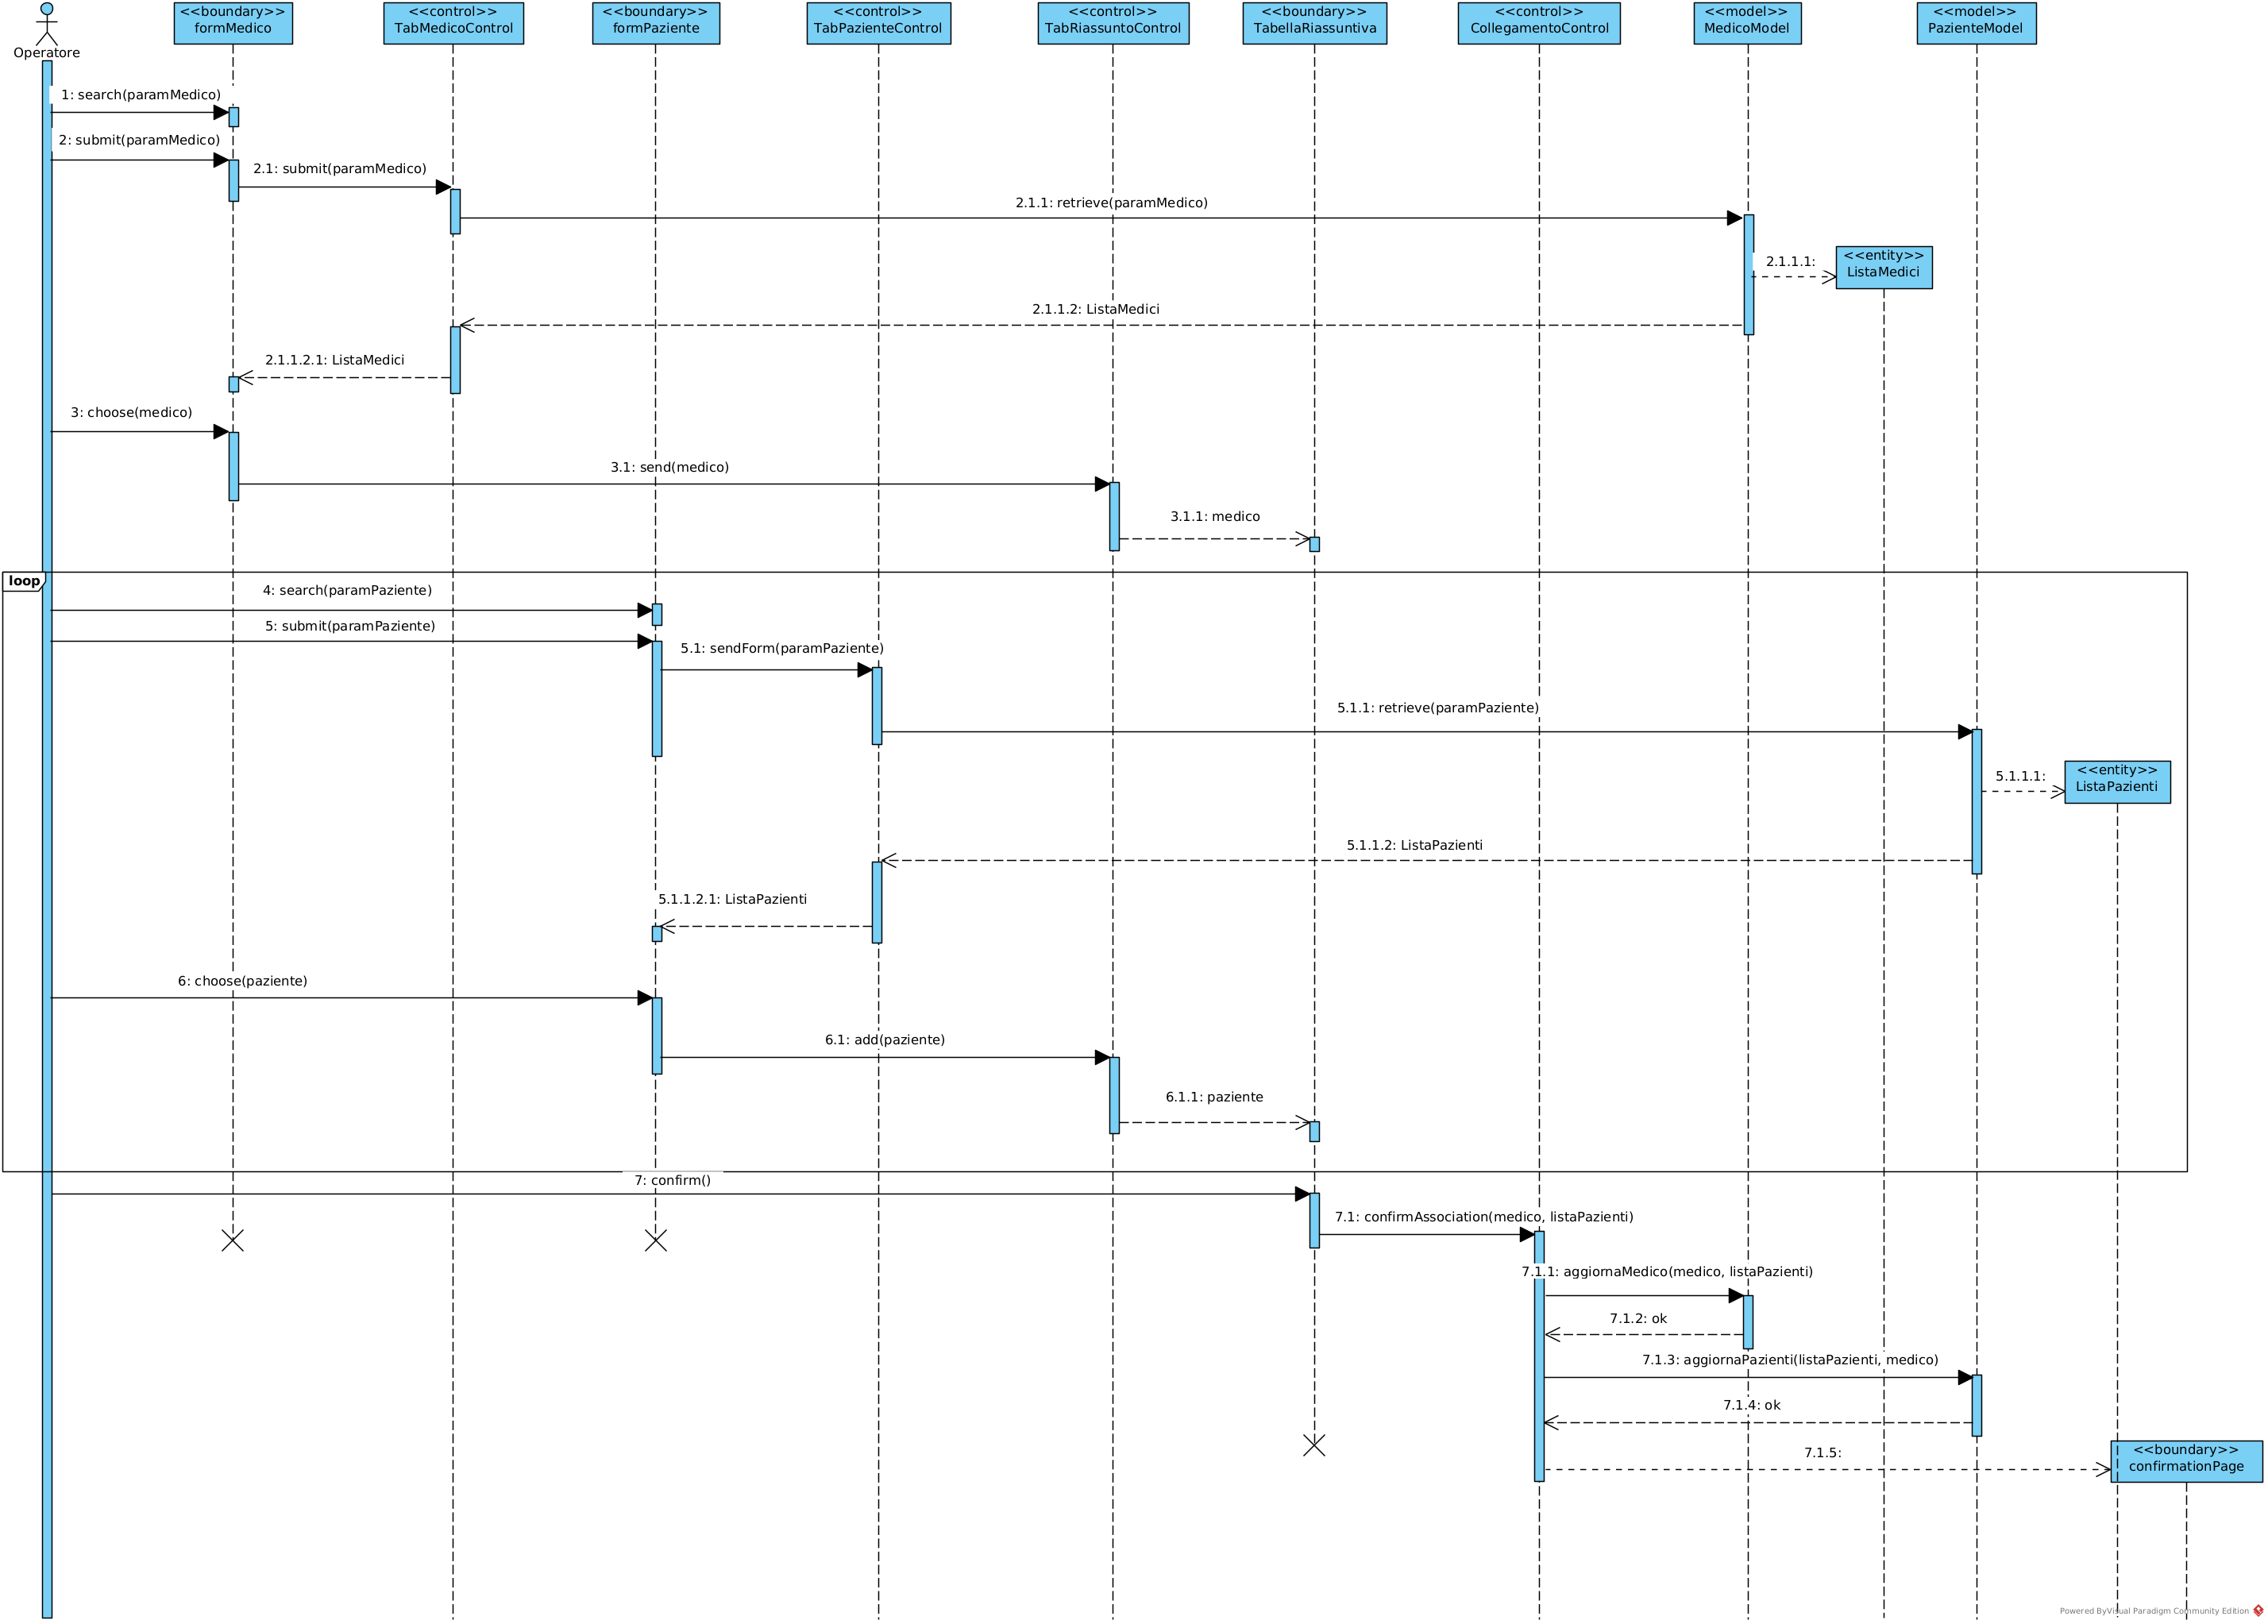 <<boundary>>
formMedico
<<control>>
TabMedicoControl
<<boundary>>
formPaziente
<<control>>
TabPazienteControl
<<control>>
TabRiassuntoControl
<<boundary>>
TabellaRiassuntiva
<<control>>
CollegamentoControl
<<model>>
MedicoModel
<<model>>
PazienteModel
Operatore
1: search(paramMedico)
2: submit(paramMedico)
2.1: submit(paramMedico)
2.1.1: retrieve(paramMedico)
2.1.1.1:
<<entity>>
ListaMedici
2.1.1.2: ListaMedici
2.1.1.2.1: ListaMedici
3: choose(medico)
3.1: send(medico)
3.1.1: medico
loop
4: search(paramPaziente)
5: submit(paramPaziente)
5.1: sendForm(paramPaziente)
5.1.1: retrieve(paramPaziente)
5.1.1.1:
<<entity>>
ListaPazienti
5.1.1.2: ListaPazienti
5.1.1.2.1: ListaPazienti
6: choose(paziente)
6.1: add(paziente)
6.1.1: paziente
7: confirm()
7.1: confirmAssociation(medico, listaPazienti)
7.1.1: aggiornaMedico(medico, listaPazienti)
7.1.2: ok
7.1.3: aggiornaPazienti(listaPazienti, medico)
7.1.4: ok
7.1.5:
<<boundary>>
confirmationPage
Powered ByVisual Paradigm Community Edition